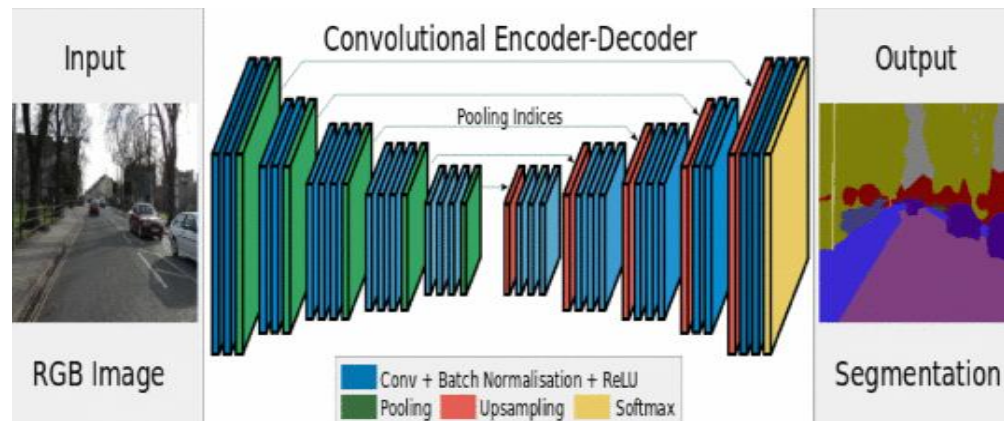 Input
RGB Image
Convolutional Encoder-Decoder
Pooling Indices
Conv + Batch Normalisation + ReLU
Pooling Upsampling Softmax
Output
Segmentation